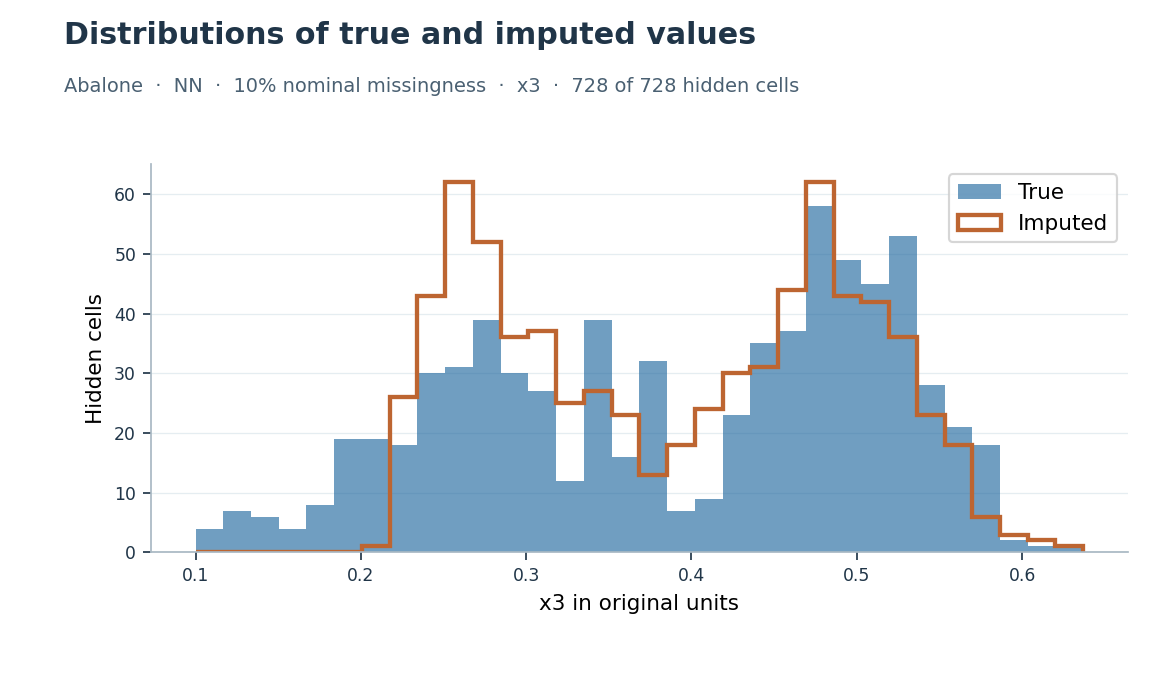 Distributions of true and imputed values
Abalone · NN · 10% nominal missingness · x3 · 728 of 728 hidden cells
True
Imputed
Hidden cells
60
50
40
30
20
10
0
0.1 0.2 0.3 0.4 0.5 0.6
x3 in original units